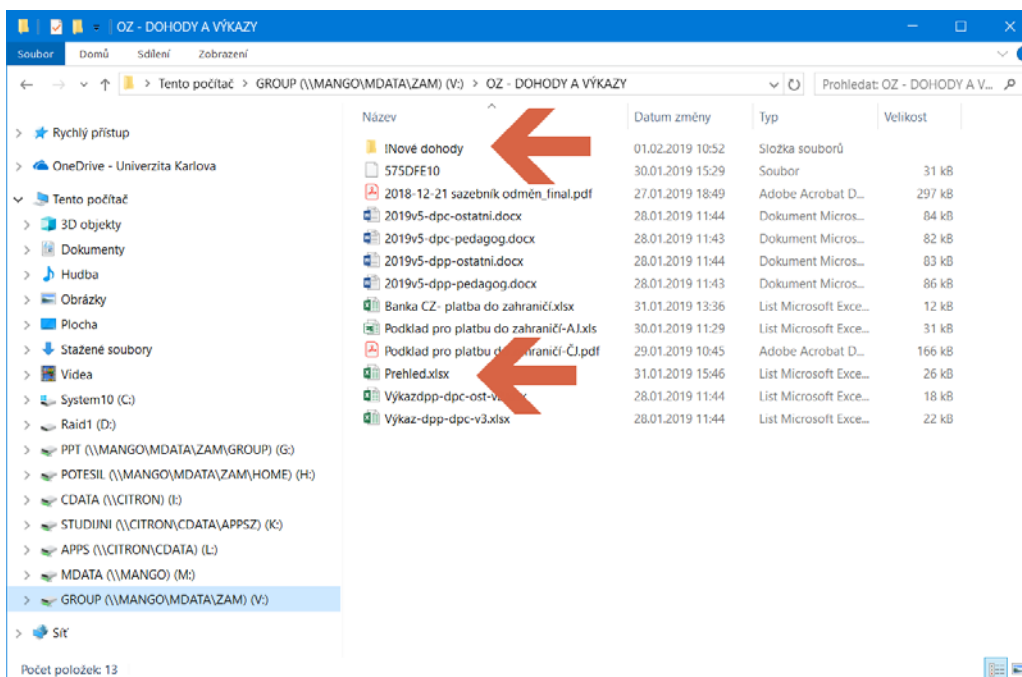 OZ - DOHODY A VÝKAZY
Soubor Domů Sdílení Zobrazení
Tento počítač > GROUP (\\MANGO\MDATA\ZAM) (V:) > OZ - DOHODY A VÝKAZY Prohledat: OZ - DOHODY A V...
Název Datum změny Typ Velikost
Rychlý přístup
OneDrive - Univerzita Karlova
Tento počítač
3D objekty
Dokumenty
Hudba
Obrázky
Plocha
Stažené soubory
Videa
System10 (C:)
Raid1 (D:)
PPT (\\MANGO\MDATA\ZAM\GROUP) (G:)
POTESIL (\\MANGO\MDATA\ZAM\HOME) (H:)
CDATA (\\CITRON) (I:)
STUDIJNI (\\CITRON\CDATA\APPSZ) (K:)
APPS (\\CITRON\CDATA) (L:)
MDATA (\\MANGO) (M:)
GROUP (\\MANGO\MDATA\ZAM) (V:)
Síť
!Nové dohody 01.02.2019 10:52 Složka souborů
575DFE10 30.01.2019 15:29 Soubor 31 kB
2018-12-21 sazebník odměn_final.pdf 27.01.2019 18:49 Adobe Acrobat D... 297 kB
2019v5-dpc-ostatni.docx 28.01.2019 11:44 Dokument Micros... 84 kB
2019v5-dpc-pedagog.docx 28.01.2019 11:43 Dokument Micros... 82 kB
2019v5-dpp-ostatni.docx 28.01.2019 11:44 Dokument Micros... 83 kB
2019v5-dpp-pedagog.docx 28.01.2019 11:43 Dokument Micros... 86 kB
Banka CZ- platba do zahraničí.xlsx 31.01.2019 13:36 List Microsoft Exce... 12 kB
Podklad pro platbu do zahraničí-AJ.xls 30.01.2019 11:29 List Microsoft Exce... 31 kB
Podklad pro platbu raničí-ČJ.pdf 29.01.2019 10:45 Adobe Acrobat D... 166 kB
Prehled.xlsx 31.01.2019 15:46 List Microsoft Exce... 26 kB
Výkazdpp-dpc-ost- 28.01.2019 11:44 List Microsoft Exce... 18 kB
Výkaz-dpp-dpc-v3.xlsx 28.01.2019 11:44 List Microsoft Exce... 22 kB
Počet položek: 13